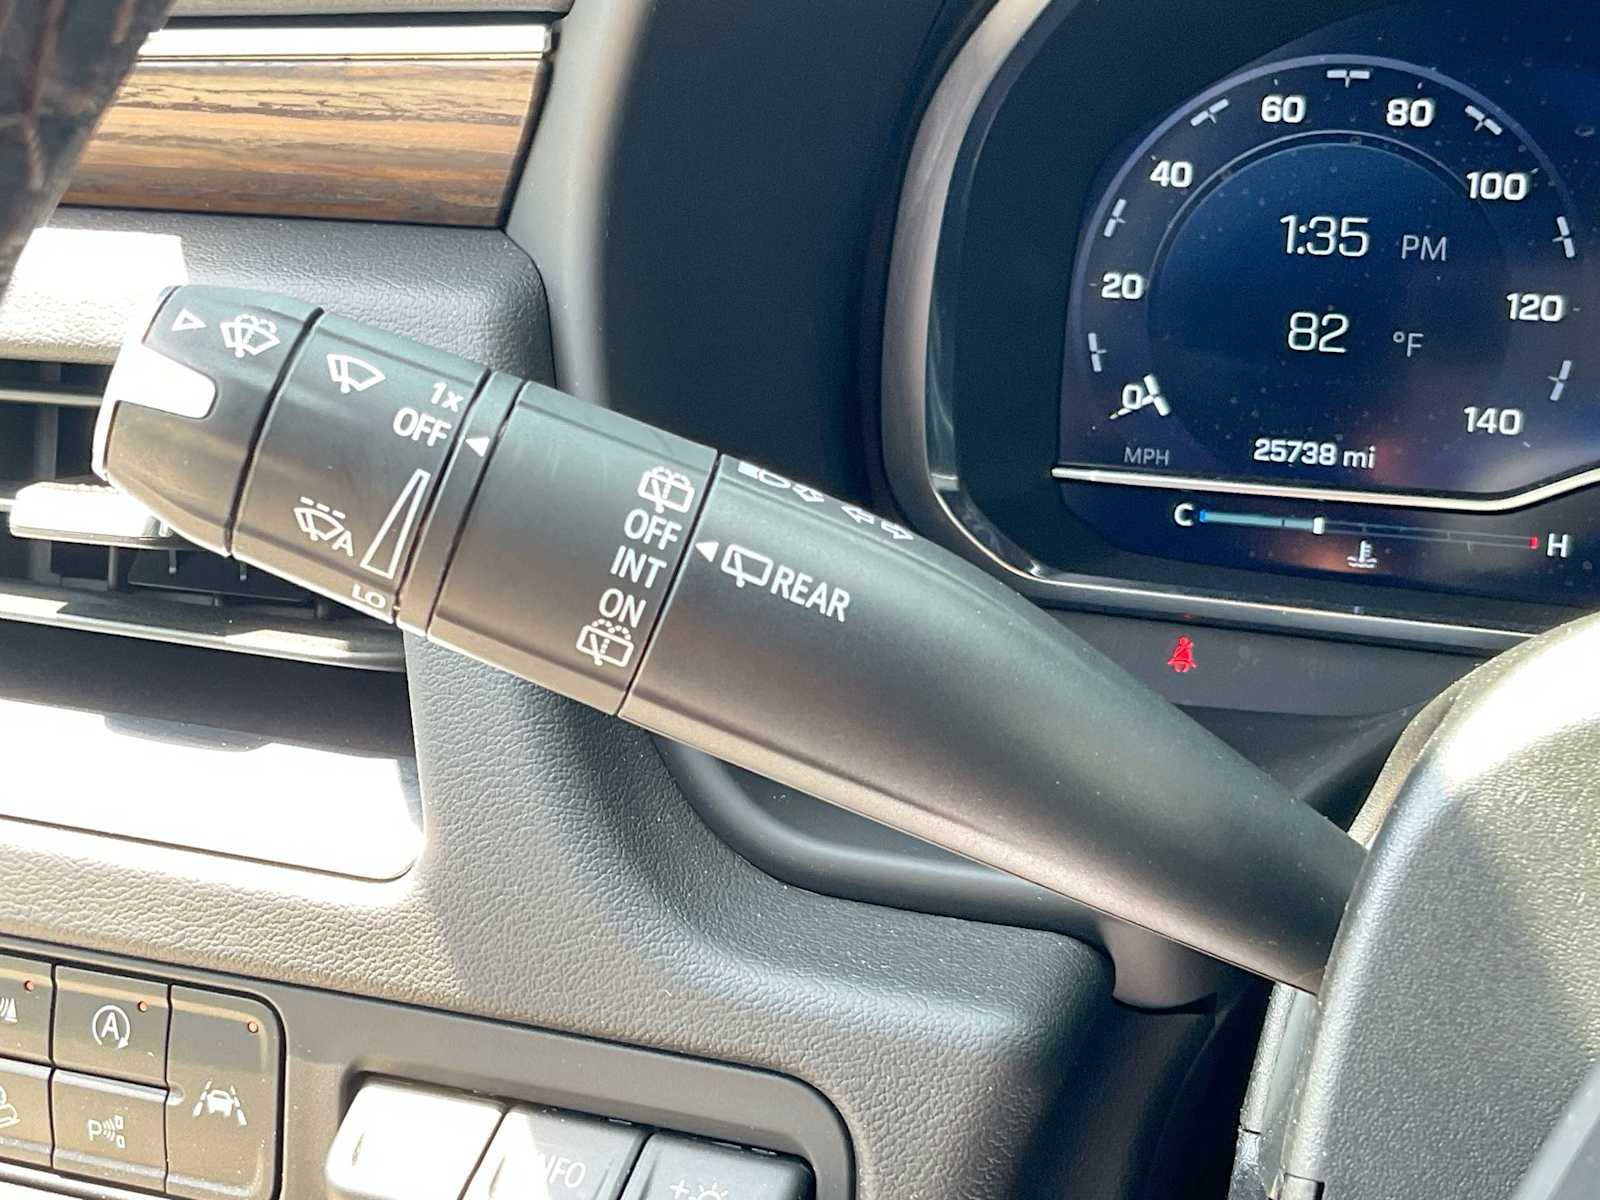 60 80
40 100
1:35 PM
20 120
82 °F
0 140
MPH 25738 mi
C H
1x
OFF
A
LO
OFF
INT
ON
REAR
A
P